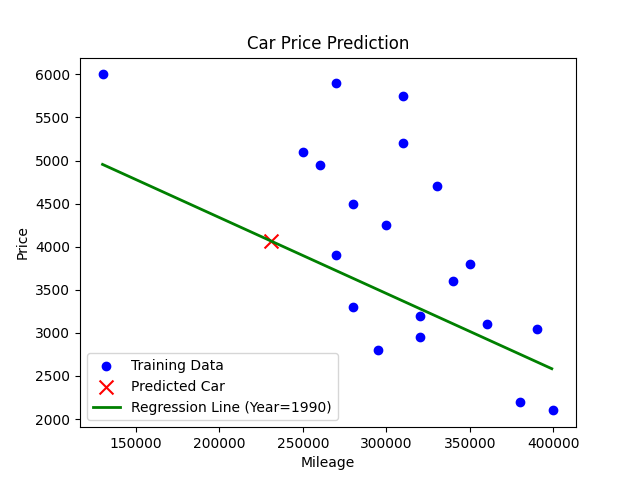 Car Price Prediction
6000
5500
5000
4500
4000
3500
3000
2500
2000
Price
Training Data
Predicted Car
Regression Line (Year=1990)
150000 200000 250000 300000 350000 400000
Mileage